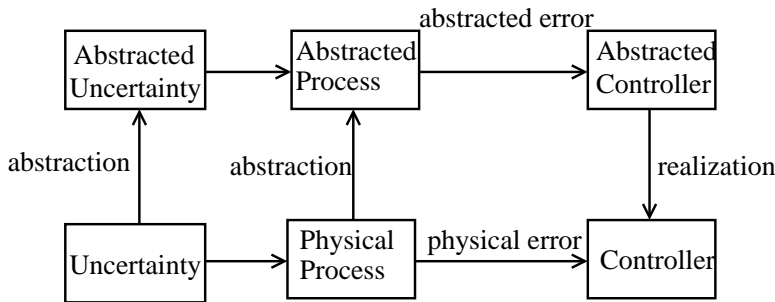 abstracted error
Abstracted
Uncertainty
Abstracted
Process
Abstracted
Controller
abstraction
abstraction
realization
Uncertainty
Physical
Process
physical error
Controller